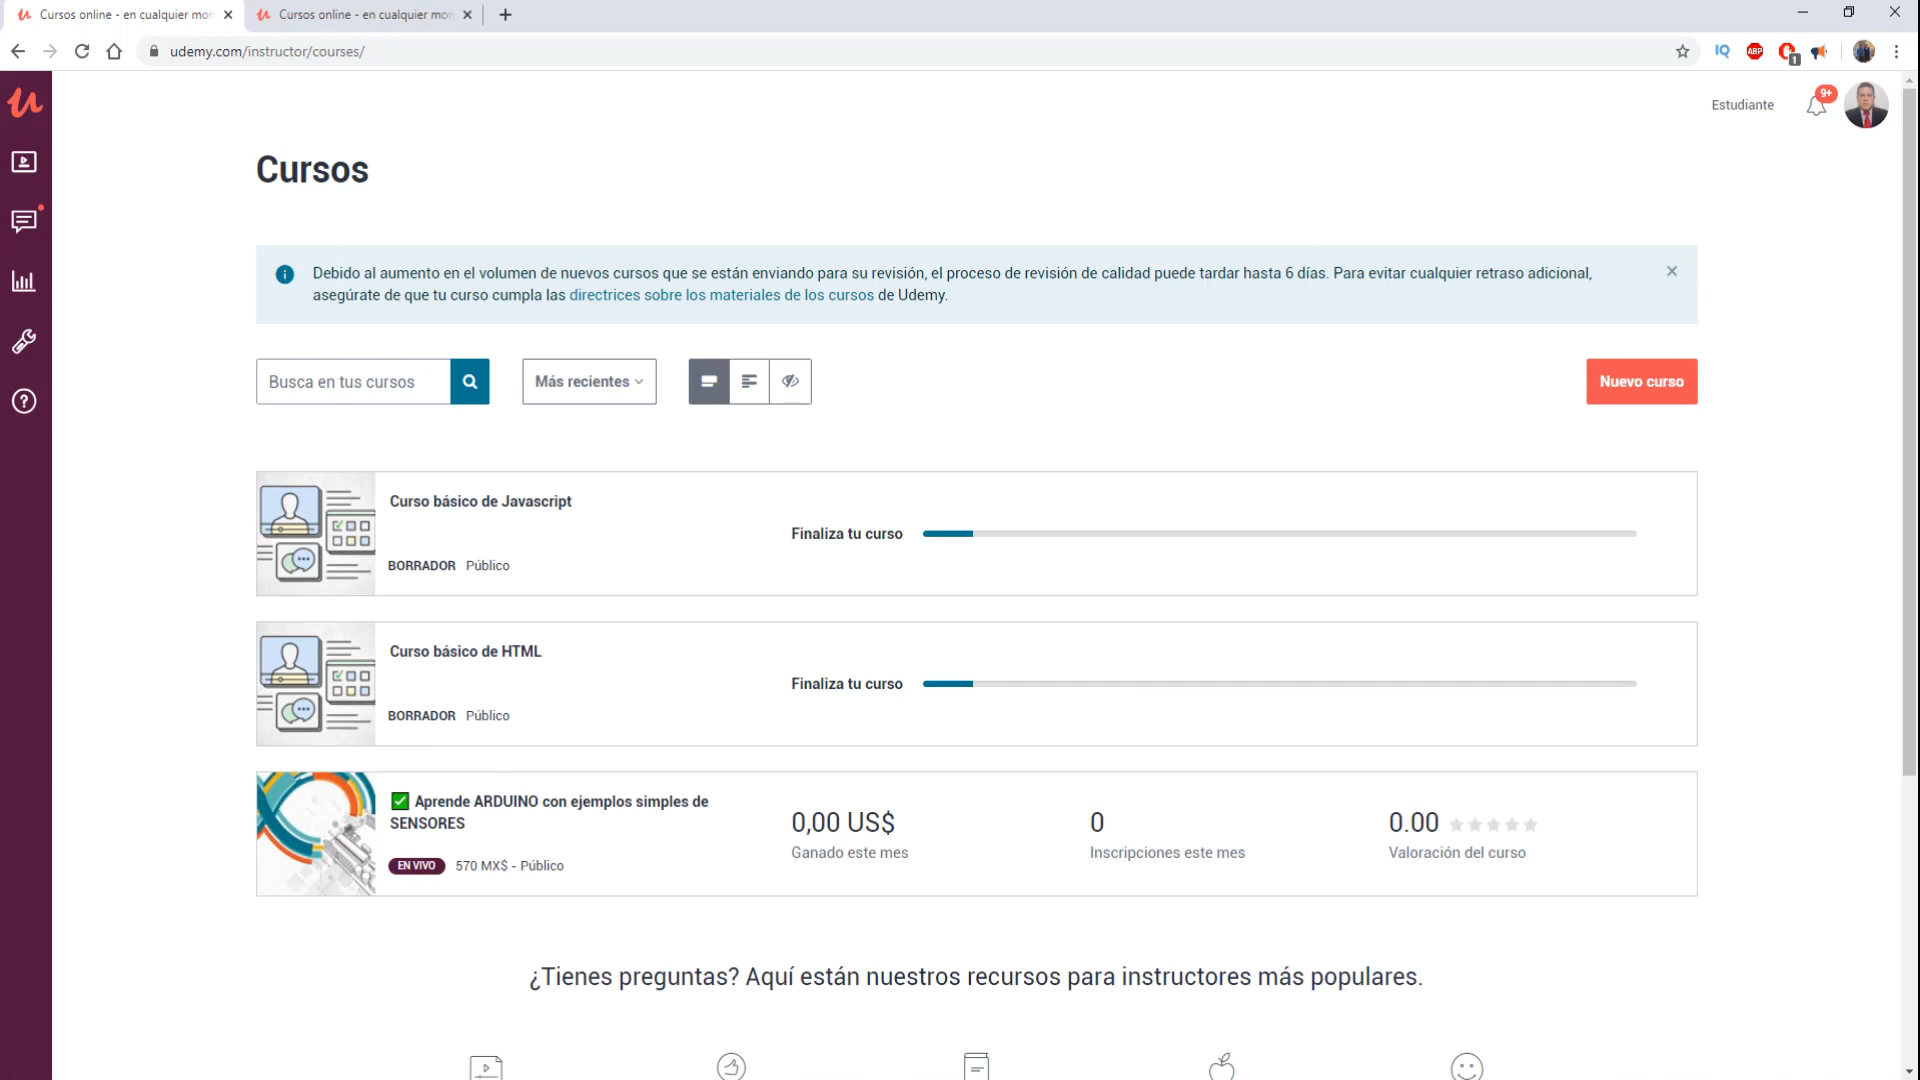 Cursos online - en cualquier mom
Cursos online - en cualquier mom
udemy.com/instructor/courses/
IQ
ABP
1
Estudiante
9+
Cursos
Debido al aumento en el volumen de nuevos cursos que se están enviando para su revisión, el proceso de revisión de calidad puede tardar hasta 6 días. Para evitar cualquier retraso adicional,
asegúrate de que tu curso cumpla las directrices sobre los materiales de los cursos de Udemy.
Busca en tus cursos
Más recientes
Nuevo curso
Curso básico de Javascript
Finaliza tu curso
BORRADOR Público
Curso básico de HTML
Finaliza tu curso
BORRADOR Público
✅ Aprende ARDUINO con ejemplos simples de
SENSORES
EN VIVO 570 MX$ - Público
0,00 US$
Ganado este mes
0
Inscripciones este mes
0.00
Valoración del curso
¿Tienes preguntas? Aquí están nuestros recursos para instructores más populares.